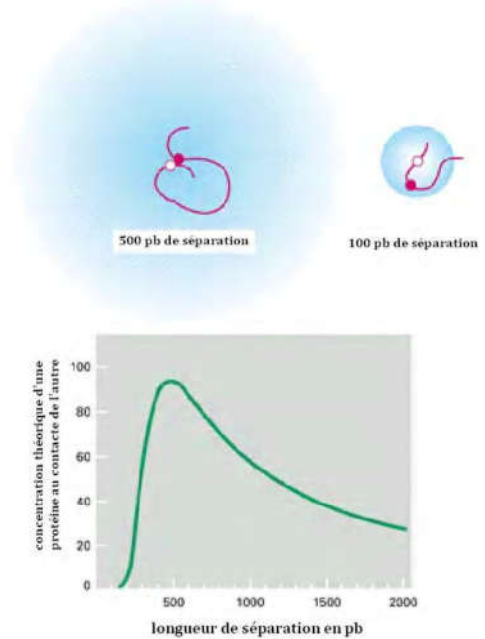 500 pb de séparation
100 pb de séparation
concentration théorique d'une
protéine au contacte de l'autre
100
80
60
40
20
0
500
1000
1500
2000
longueur de séparation en pb